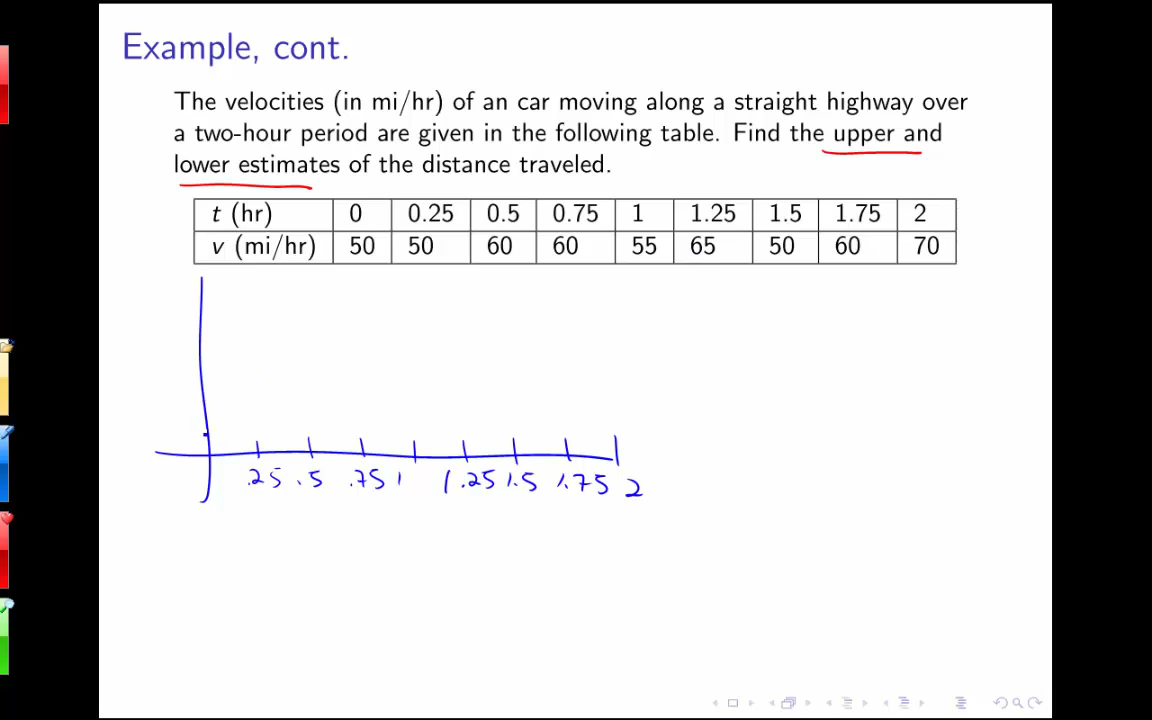 Example, cont.
The velocities (in mi/hr) of an car moving along a straight highway over
a two-hour period are given in the following table. Find the upper and
lower estimates of the distance traveled.
t (hr) 0 0.25 0.5 0.75 1 1.25 1.5 1.75 2
v (mi/hr) 50 50 60 60 55 65 50 60 70
.25 .5 .75 1 1.25 1.5 1.75 2